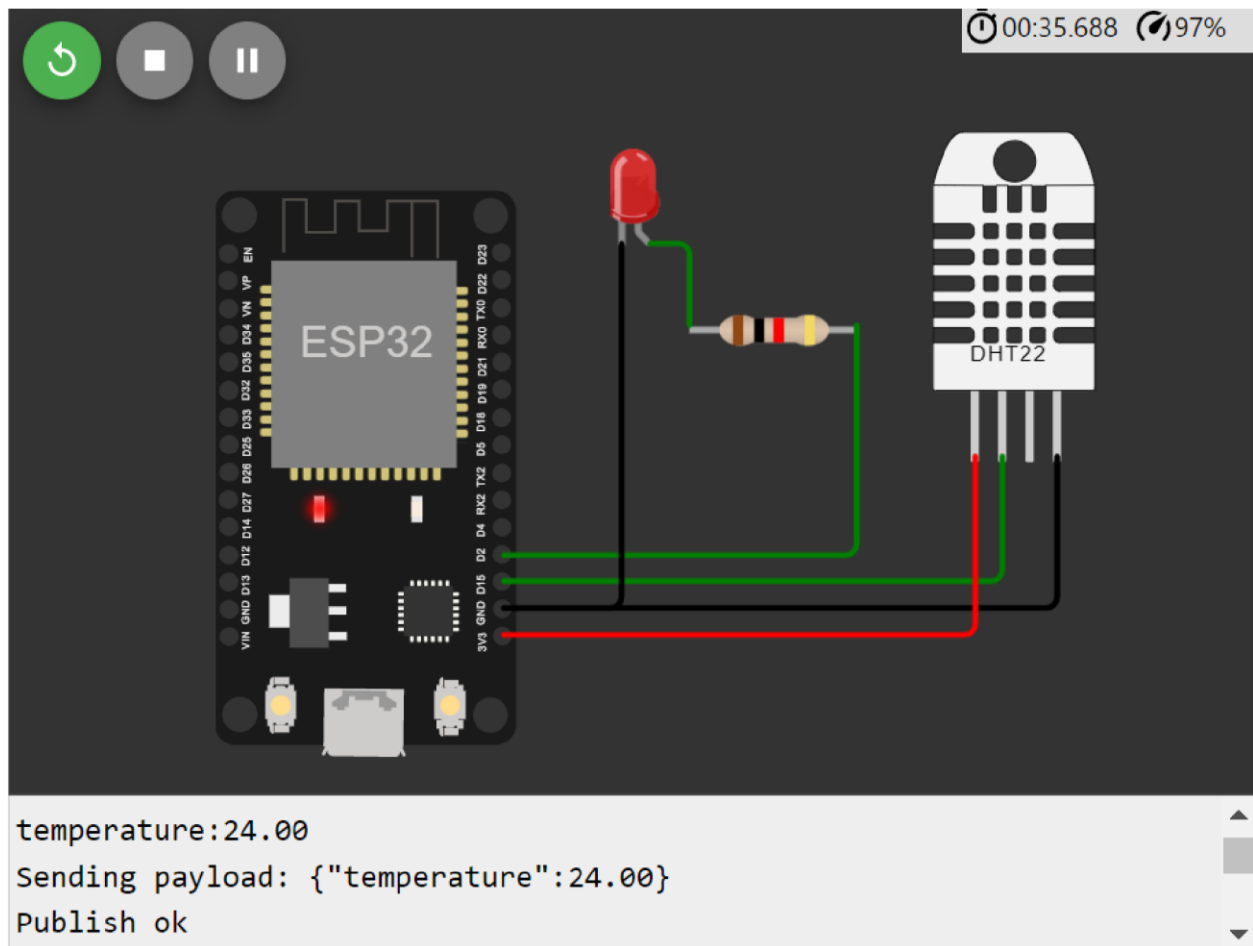 00:35.688 97%
EN
VP
VN
D34
D35
D32
D33
D25
D26
D27
D14
D12
D13
GND
VIN
ESP32
D23
D22
TX0
RX0
D21
D19
D18
D5
TX2
RX2
D4
D2
D15
GND
3V3
DHT22
temperature:24.00
Sending payload: {"temperature":24.00}
Publish ok